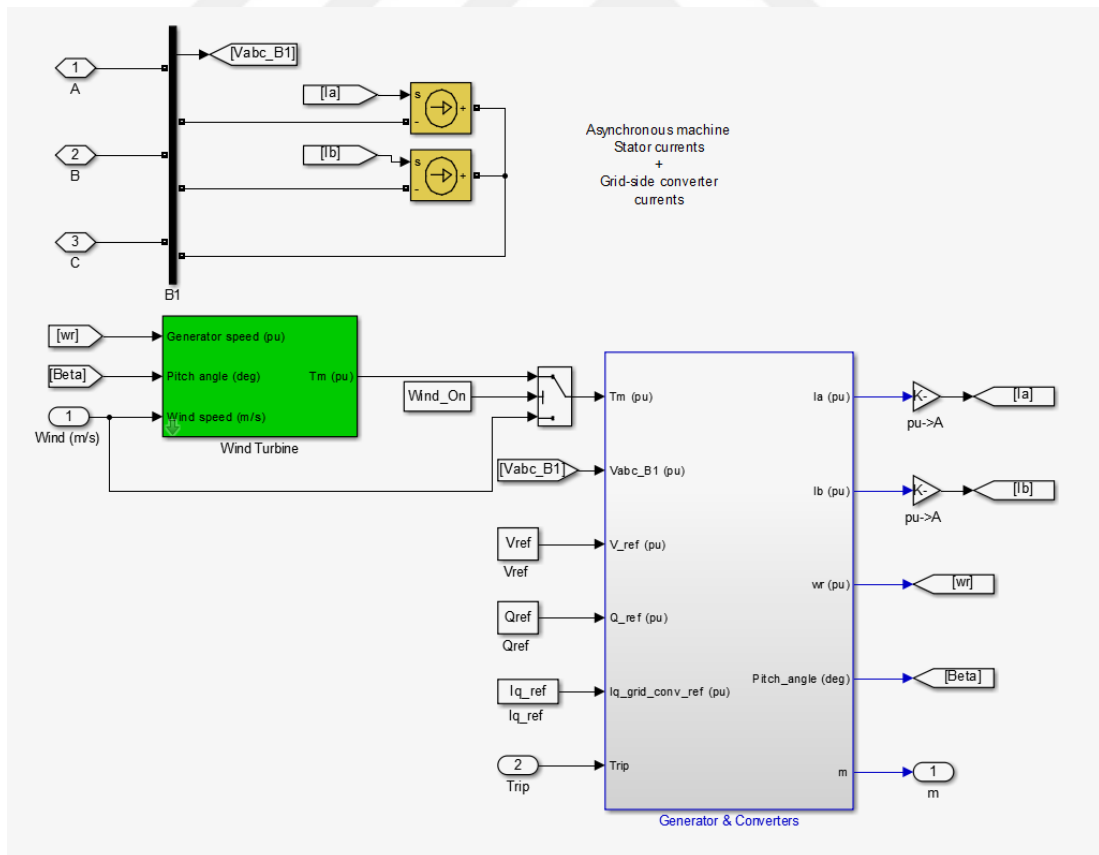 [Vabc_B1]
1
A
[Ia]
s
+
-
[Ib]
s
+
-
2
B
3
C
B1
Asynchronous machine
Stator currents
+
Grid-side converter
currents
[wr]
Generator speed (pu)
[Beta]
Pitch angle (deg)
Tm (pu)
1
Wind (m/s)
Wind speed (m/s)
Wind Turbine
Wind_On
Tm (pu)
Ia (pu)
K-
pu->A
[Ia]
[Vabc_B1]
Vabc_B1 (pu)
Ib (pu)
K-
pu->A
[Ib]
Vref
Vref
V_ref (pu)
wr (pu)
[wr]
Qref
Qref
Q_ref (pu)
Pitch_angle (deg)
[Beta]
Iq_ref
Iq_ref
Iq_grid_conv_ref (pu)
2
Trip
Trip
m
1
m
Generator & Converters